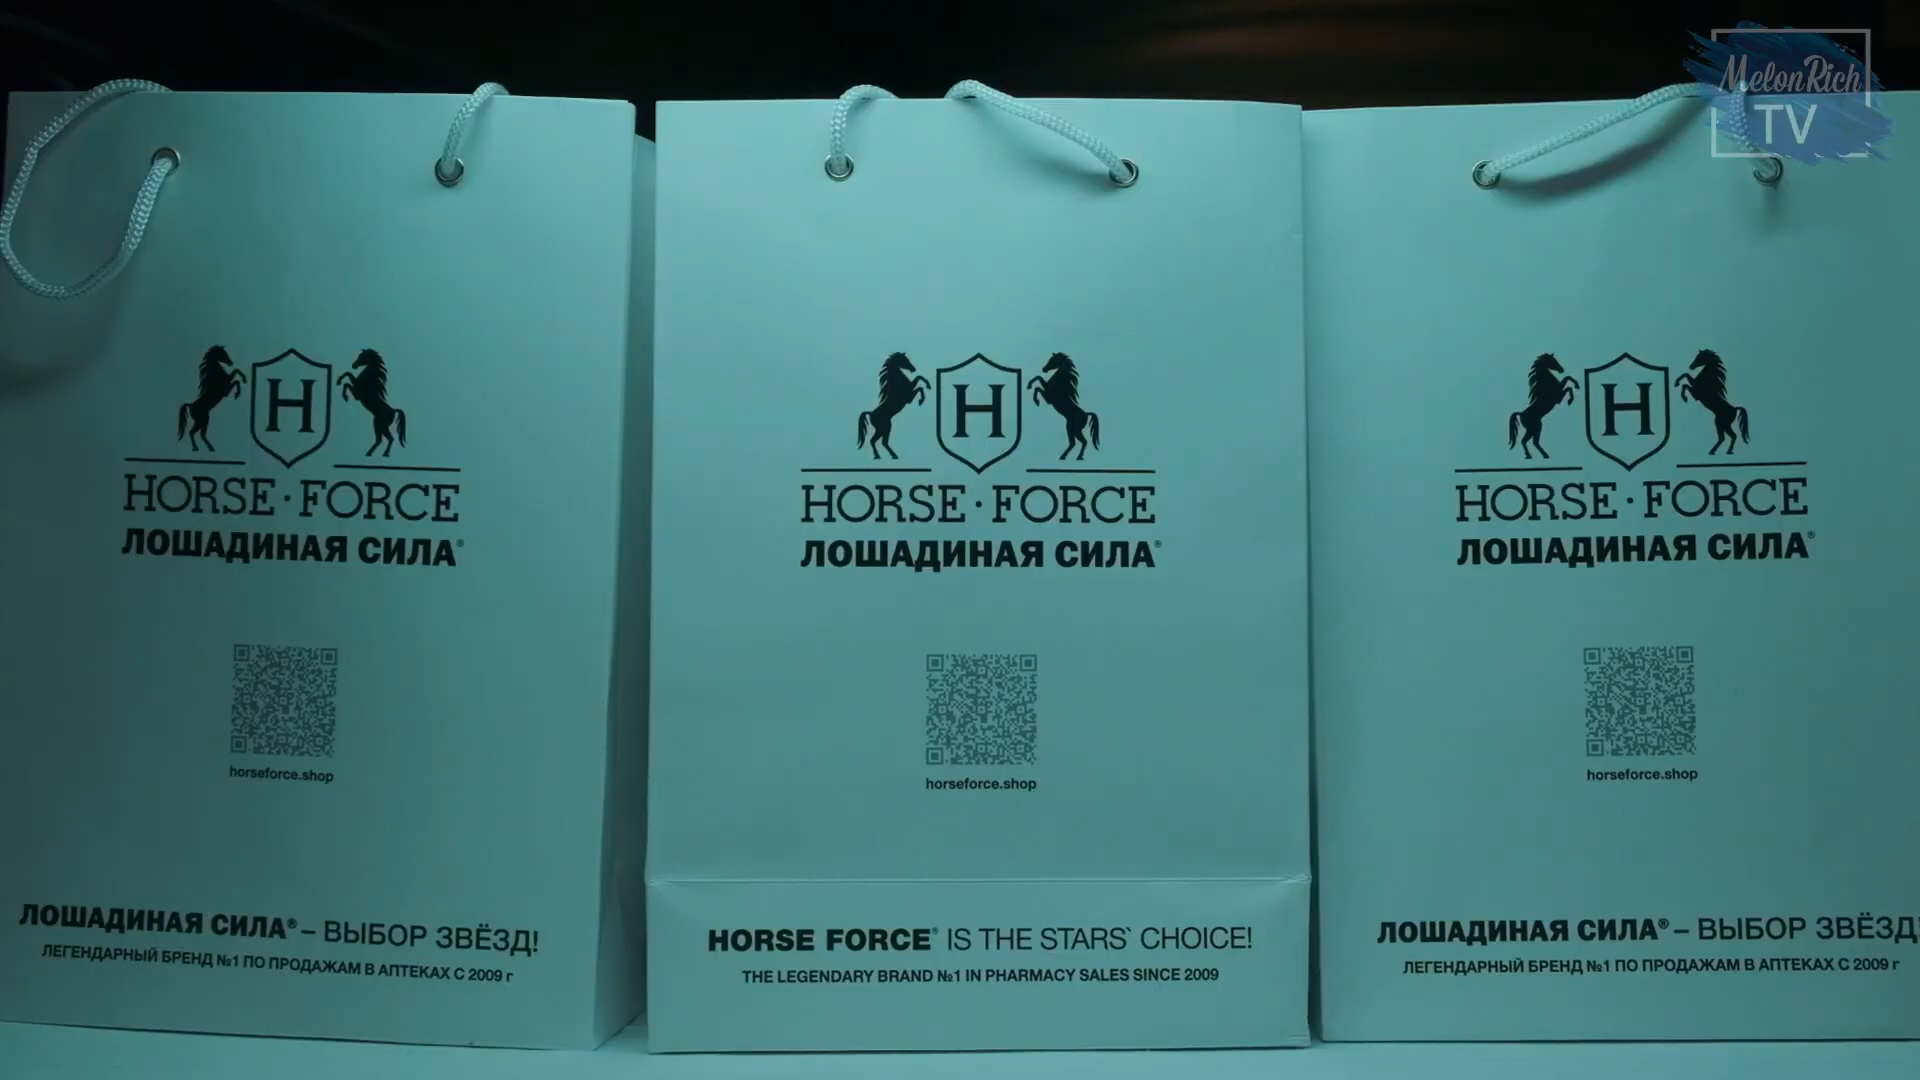 MelonRich
TV
H
HORSE·FORCE
ЛОШАДИНАЯ СИЛА®
horseforce.shop
ЛОШАДИНАЯ СИЛА® – ВЫБОР ЗВЁЗД!
ЛЕГЕНДАРНЫЙ БРЕНД №1 ПО ПРОДАЖАМ В АПТЕКАХ С 2009 г
H
HORSE·FORCE
ЛОШАДИНАЯ СИЛА®
horseforce.shop
HORSE FORCE® IS THE STARS` CHOICE!
THE LEGENDARY BRAND №1 IN PHARMACY SALES SINCE 2009
H
HORSE·FORCE
ЛОШАДИНАЯ СИЛА®
horseforce.shop
ЛОШАДИНАЯ СИЛА® – ВЫБОР ЗВЁЗД!
ЛЕГЕНДАРНЫЙ БРЕНД №1 ПО ПРОДАЖАМ В АПТЕКАХ С 2009 г